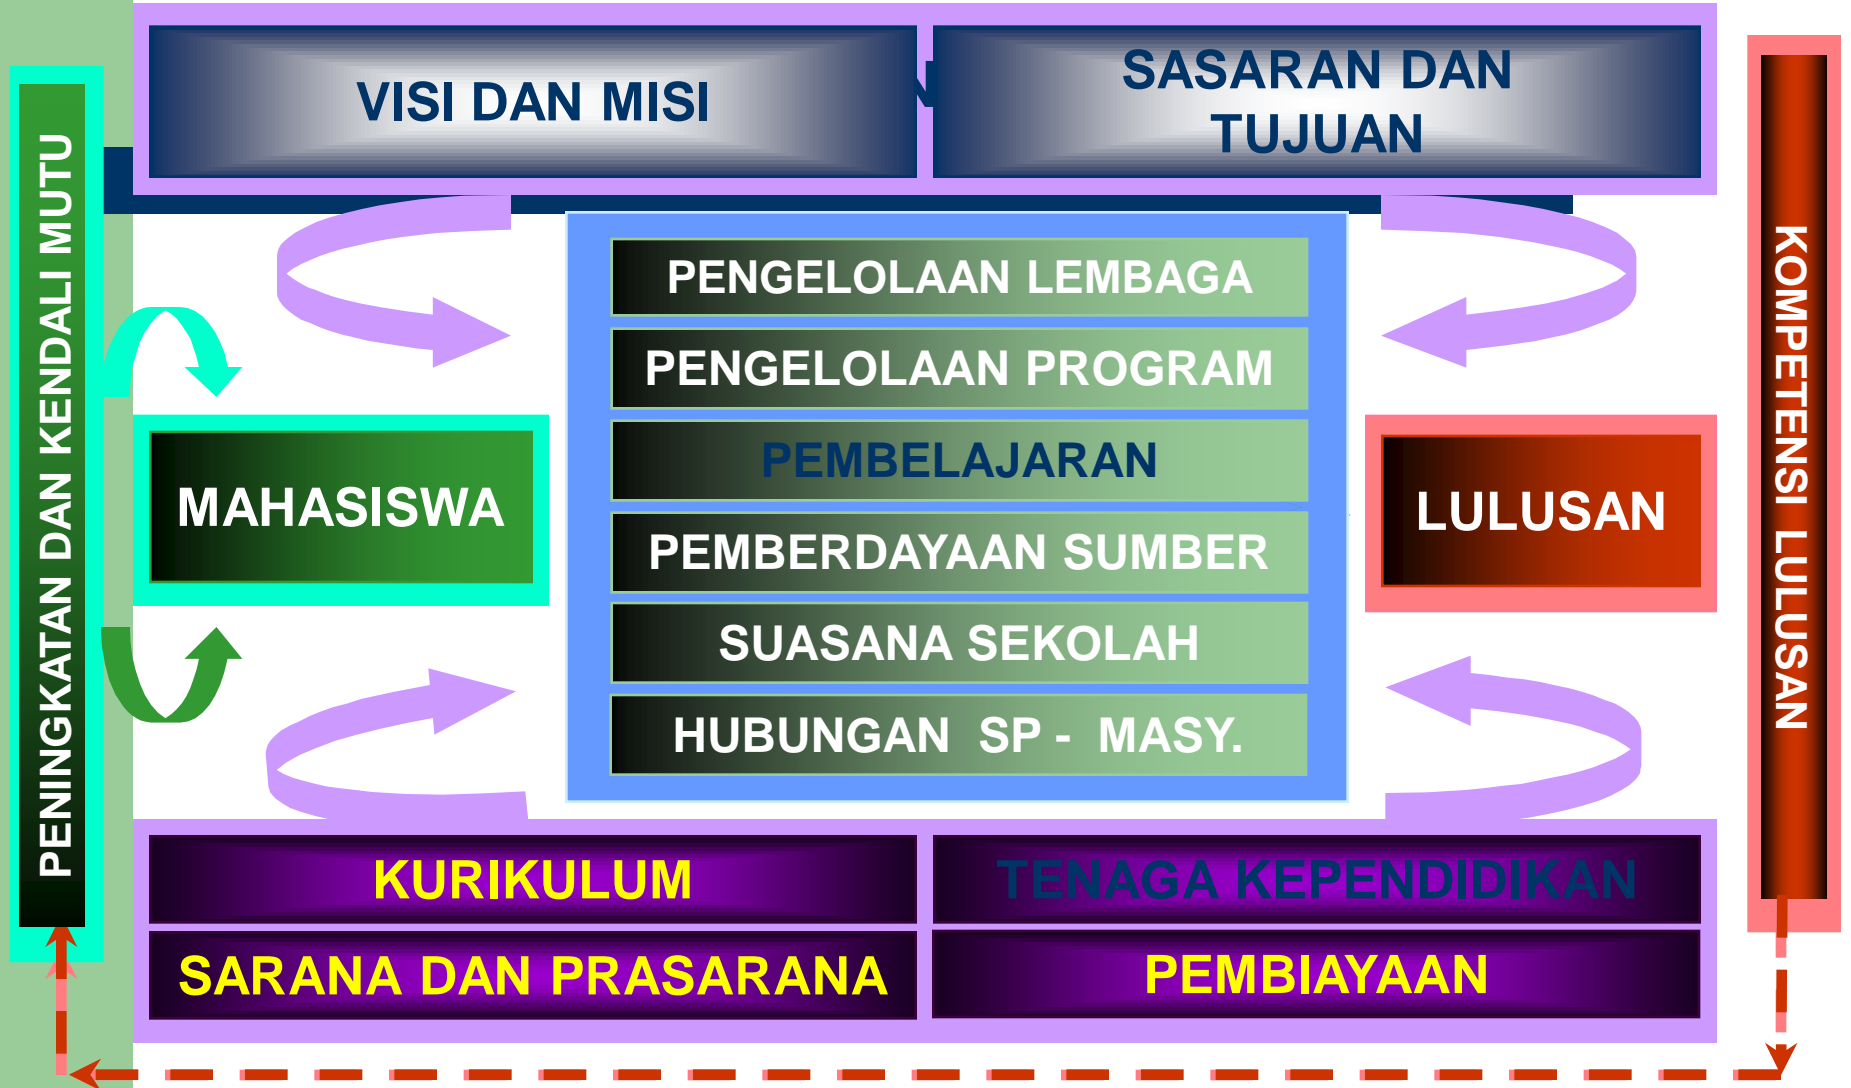 VISI DAN MISI
SASARAN DAN
TUJUAN
PENINGKATAN DAN KENDALI MUTU
PENGELOLAAN LEMBAGA
PENGELOLAAN PROGRAM
PEMBELAJARAN
PEMBERDAYAAN SUMBER
SUASANA SEKOLAH
HUBUNGAN SP - MASY.
MAHASISWA
LULUSAN
KOMPETENSI LULUSAN
KURIKULUM
TENAGA KEPENDIDIKAN
SARANA DAN PRASARANA
PEMBIAYAAN